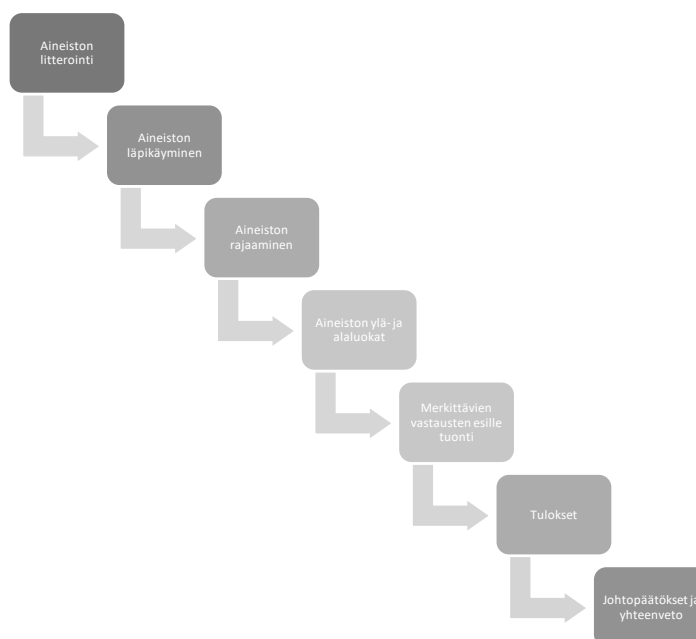 Aineiston
litterointi
Aineiston
läpikäyminen
Aineiston
rajaaminen
Aineiston ylä- ja
alaluokat
Merkittävien
vastausten esille
tuonti
Tulokset
Johtopäätökset ja
yhteenveto